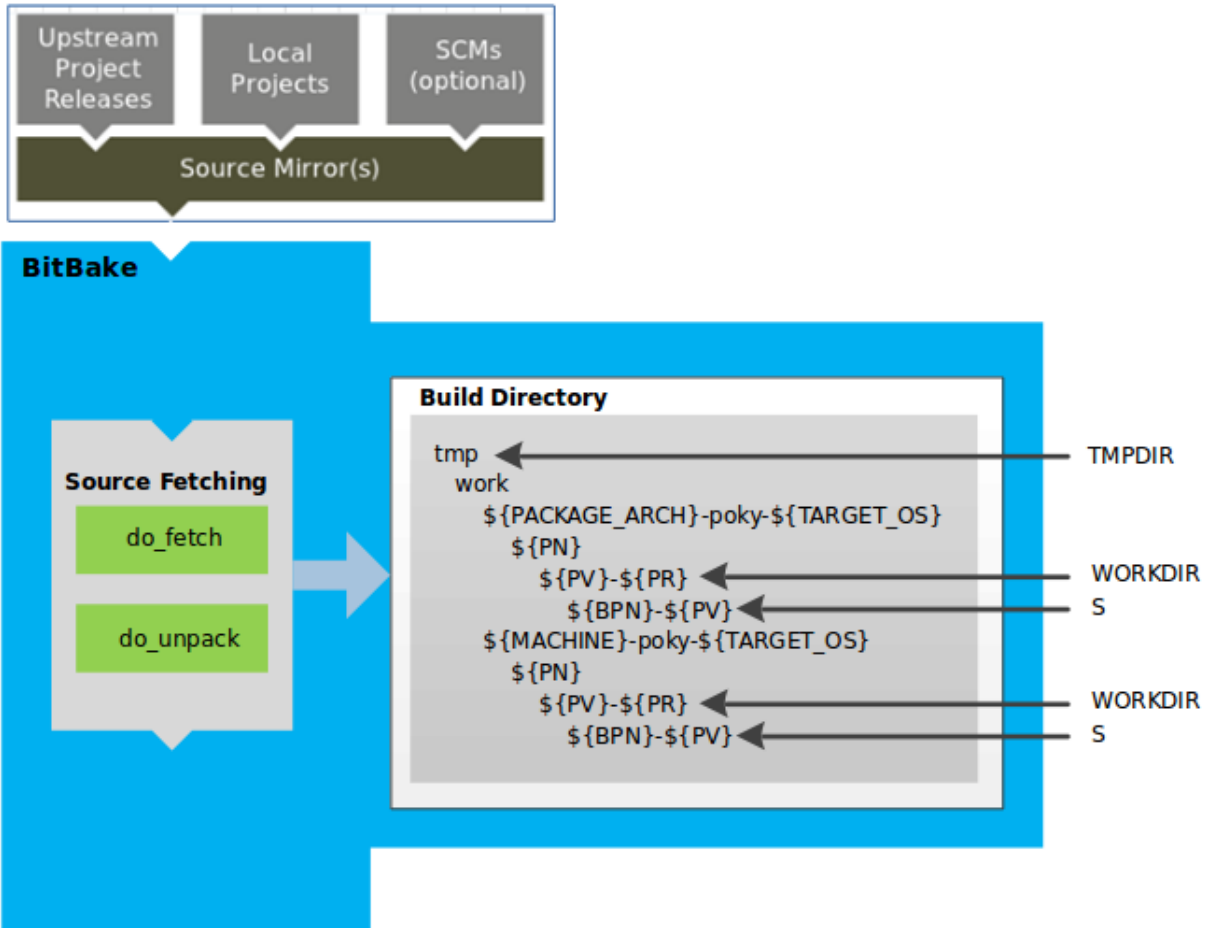 Upstream
Project
Releases
Local
Projects
SCMs
(optional)
Source Mirror(s)
BitBake
Source Fetching
do_fetch
do_unpack
Build Directory
tmp
TMPDIR
work
${PACKAGE_ARCH}-poky-${TARGET_OS}
${PN}
${PV}-${PR}
WORKDIR
${BPN}-${PV}
S
${MACHINE}-poky-${TARGET_OS}
${PN}
${PV}-${PR}
WORKDIR
${BPN}-${PV}
S